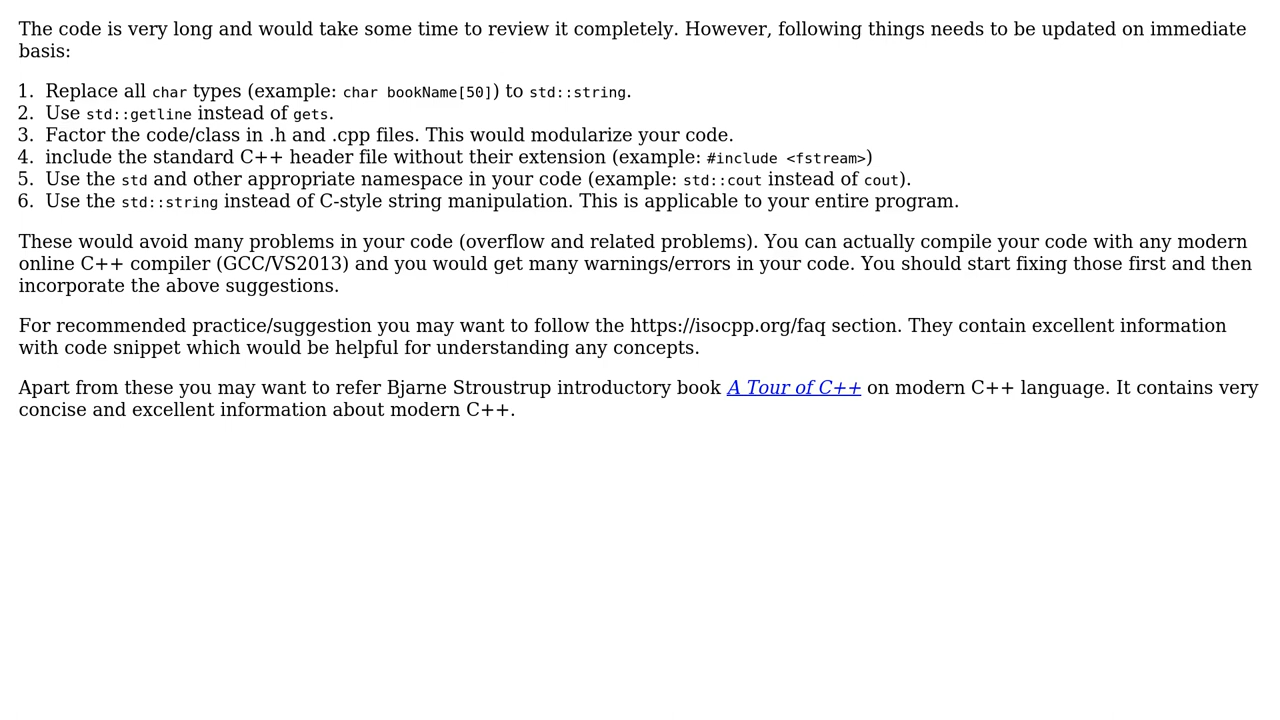 The code is very long and would take some time to review it completely. However, following things needs to be updated on immediate
basis:
1. Replace all char types (example: char bookName[50]) to std::string.
2. Use std::getline instead of gets.
3. Factor the code/class in .h and .cpp files. This would modularize your code.
4. include the standard C++ header file without their extension (example: #include <fstream>)
5. Use the std and other appropriate namespace in your code (example: std::cout instead of cout).
6. Use the std::string instead of C-style string manipulation. This is applicable to your entire program.
These would avoid many problems in your code (overflow and related problems). You can actually compile your code with any modern
online C++ compiler (GCC/VS2013) and you would get many warnings/errors in your code. You should start fixing those first and then
incorporate the above suggestions.
For recommended practice/suggestion you may want to follow the https://isocpp.org/faq section. They contain excellent information
with code snippet which would be helpful for understanding any concepts.
Apart from these you may want to refer Bjarne Stroustrup introductory book A Tour of C++ on modern C++ language. It contains very
concise and excellent information about modern C++.